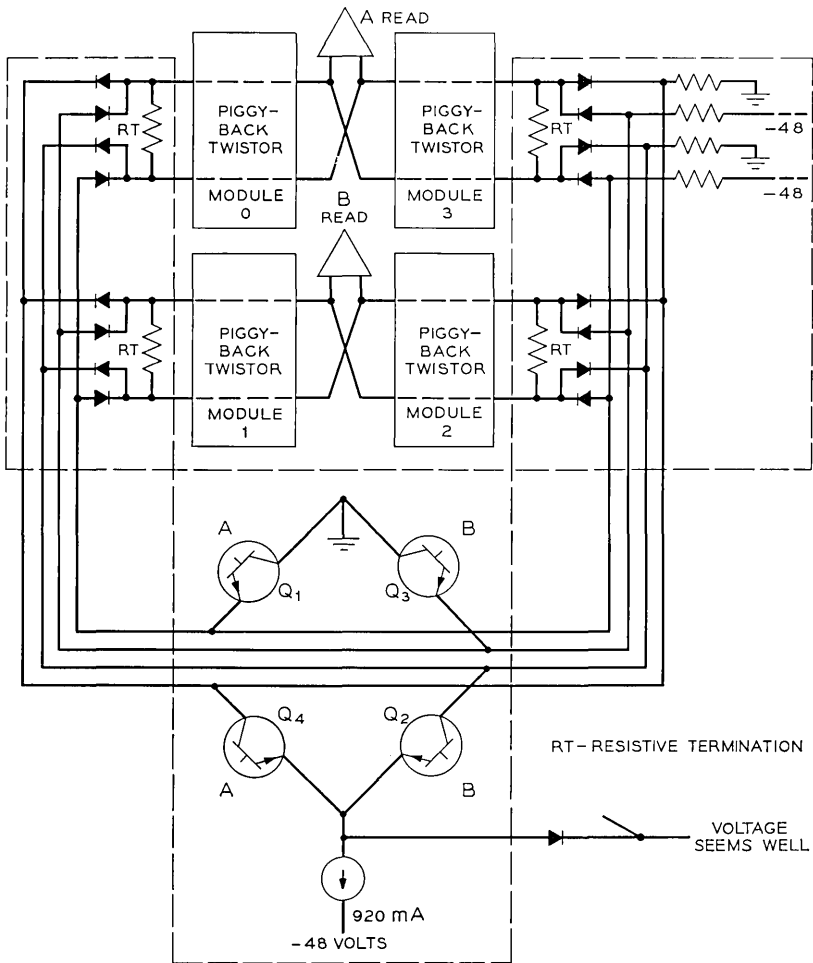 A READ
PIGGY-
BACK
TWISTOR
RT
MODULE
0
PIGGY-
BACK
TWISTOR
RT
MODULE
3
-48
-48
B
READ
PIGGY-
BACK
TWISTOR
RT
MODULE
1
PIGGY-
BACK
TWISTOR
RT
MODULE
2
A
Q1
B
Q3
Q4
A
Q2
B
RT-RESISTIVE TERMINATION
VOLTAGE
SEEMS WELL
920 mA
-48 VOLTS